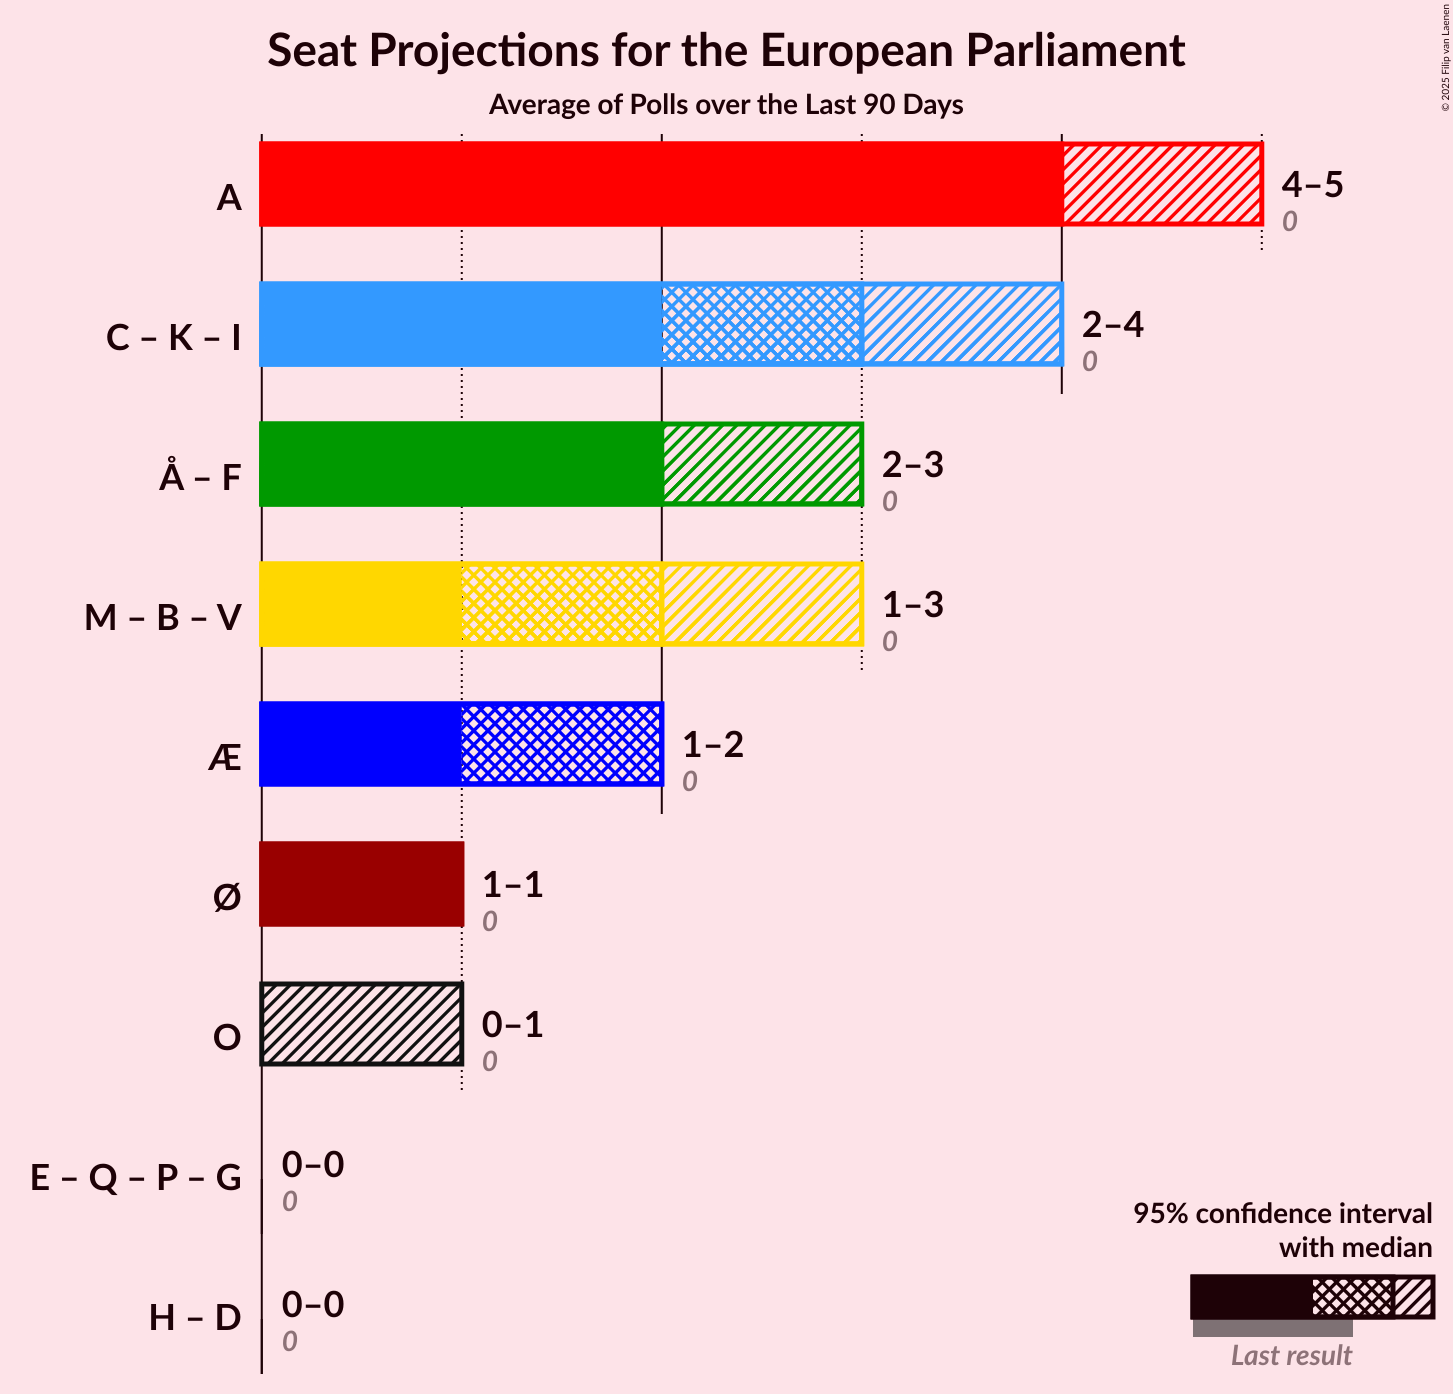 Seat Projections for the European Parliament
Average of Polls over the Last 90 Days
© 2025 Filip van Laenen
A
4–5
0
C – K – I
2–4
0
Å – F
2–3
0
M – B – V
1–3
0
Æ
1–2
0
Ø
1–1
0
O
0–1
0
E – Q – P – G
0–0
0
H – D
0–0
0
95% confidence interval
with median
Last result